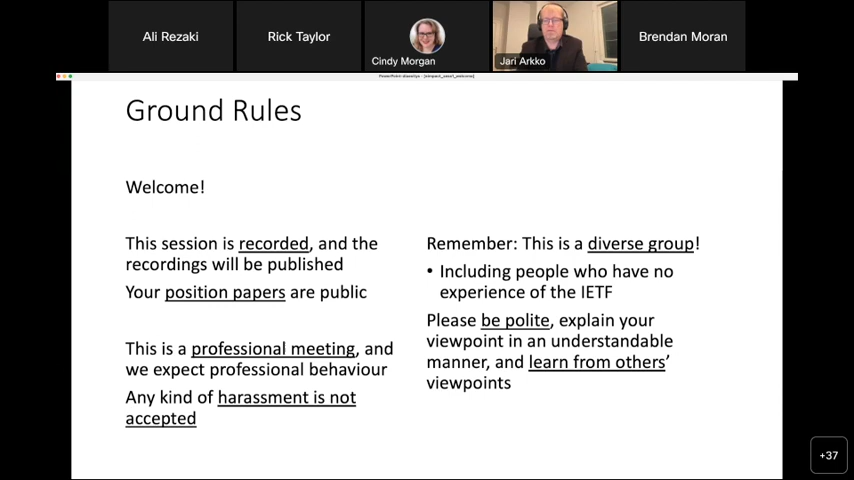 Ali Rezaki
Rick Taylor
Cindy Morgan
Jari Arkko
Brendan Moran
Ground Rules
Welcome!
This session is recorded, and the
recordings will be published
Your position papers are public
This is a professional meeting, and
we expect professional behaviour
Any kind of harassment is not
accepted
Remember: This is a diverse group!
• Including people who have no
experience of the IETF
Please be polite, explain your
viewpoint in an understandable
manner, and learn from others’
viewpoints
+37